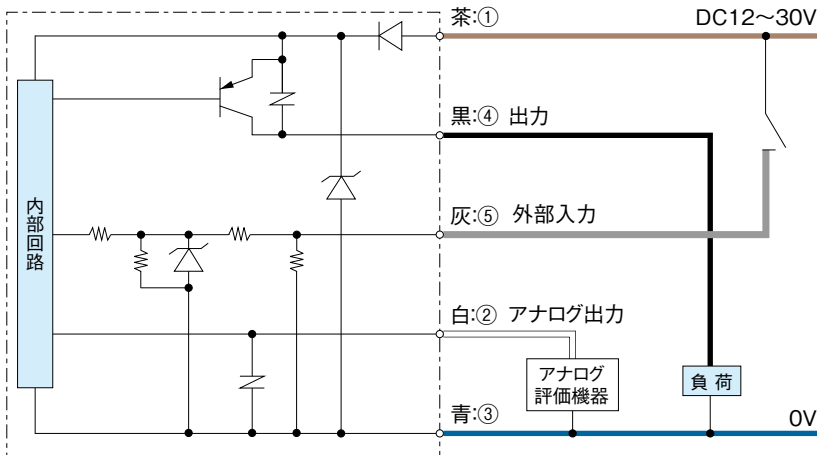 茶:① DC12～30V
黒:④ 出力
内部回路
灰:⑤ 外部入力
白:② アナログ出力
アナログ
評価機器
負荷
青:③ 0V